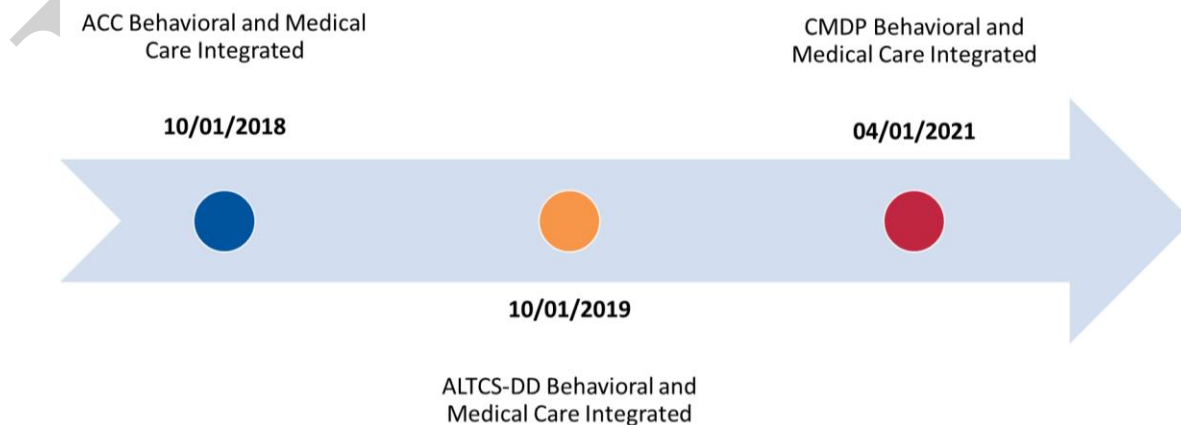 ACC Behavioral and Medical
Care Integrated
10/01/2018
CMDP Behavioral and
Medical Care Integrated
04/01/2021
10/01/2019
ALTCS-DD Behavioral and
Medical Care Integrated